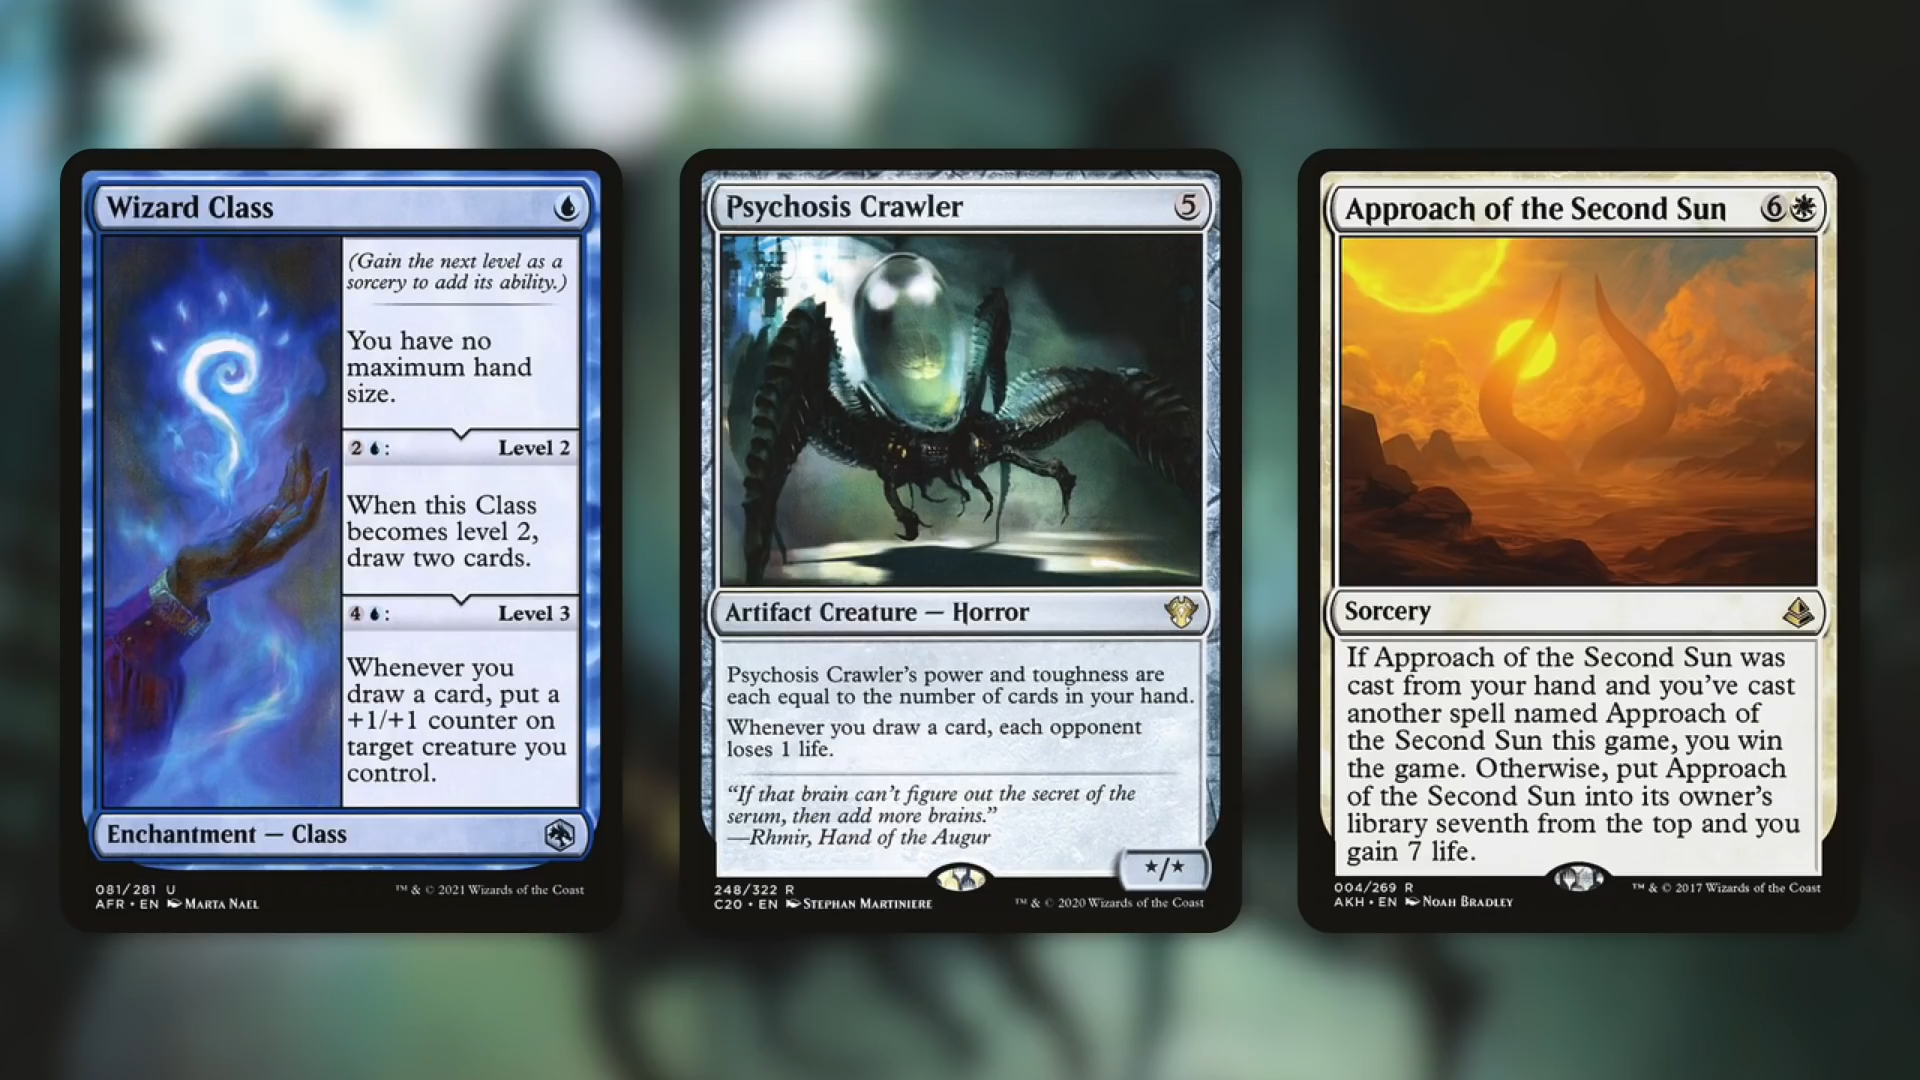 Wizard Class
(Gain the next level as a
sorcery to add its ability.)
You have no
maximum hand
size.
2 : Level 2
When this Class
becomes level 2,
draw two cards.
4 : Level 3
Whenever you
draw a card, put a
+1/+1 counter on
target creature you
control.
Enchantment — Class
081/281 U
AFR • EN MARTA NAEL
™ & © 2021 Wizards of the Coast
Psychosis Crawler 5
Artifact Creature — Horror
Psychosis Crawler's power and toughness are
each equal to the number of cards in your hand.
Whenever you draw a card, each opponent
loses 1 life.
"If that brain can't figure out the secret of the
serum, then add more brains."
—Rhmir, Hand of the Augur
*/*
248/322 R
C20 • EN STEPHAN MARTINIERE
™ & © 2020 Wizards of the Coast
Approach of the Second Sun 6
Sorcery
If Approach of the Second Sun was
cast from your hand and you've cast
another spell named Approach of
the Second Sun this game, you win
the game. Otherwise, put Approach
of the Second Sun into its owner's
library seventh from the top and you
gain 7 life.
004/269 R
AKH • EN NOAH BRADLEY
™ & © 2017 Wizards of the Coast